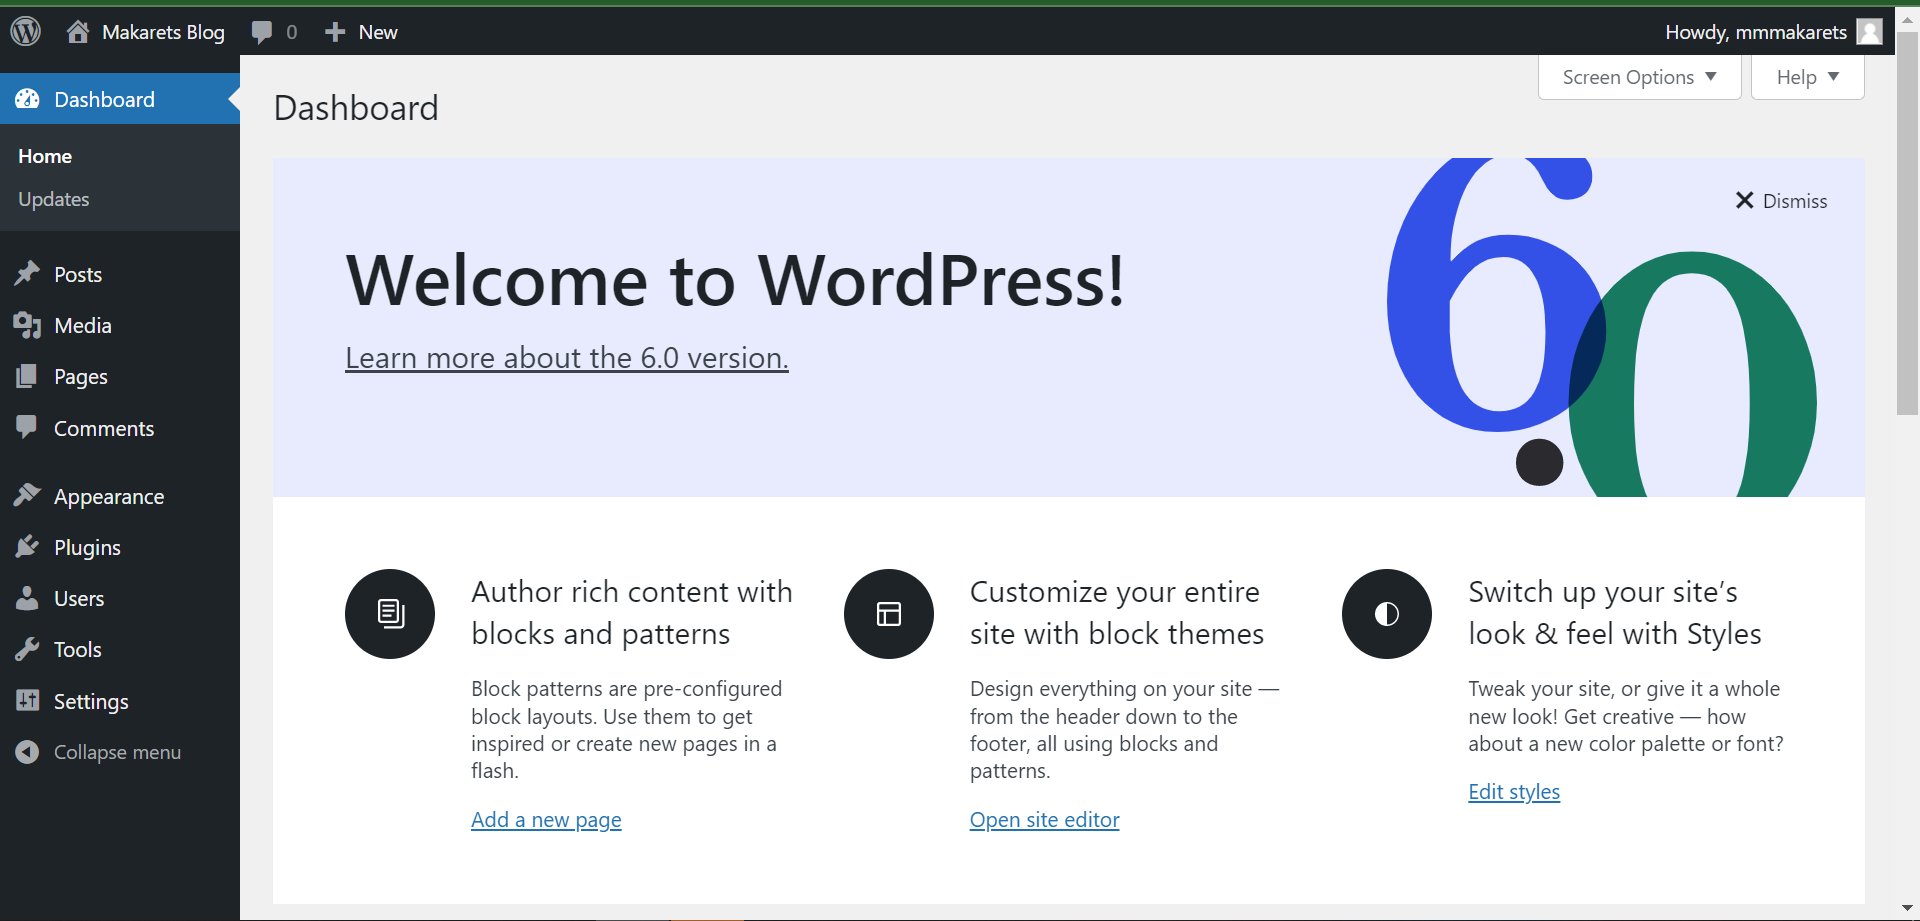 Makarets Blog
0
New
Howdy, mmmakarets
Dashboard
Home
Updates
Posts
Media
Pages
Comments
Appearance
Plugins
Users
Tools
Settings
Collapse menu
Screen Options
Help
Dashboard
Dismiss
Welcome to WordPress!
Learn more about the 6.0 version.
6.0
Author rich content with
blocks and patterns
Block patterns are pre-configured
block layouts. Use them to get
inspired or create new pages in a
flash.
Add a new page
Customize your entire
site with block themes
Design everything on your site —
from the header down to the
footer, all using blocks and
patterns.
Open site editor
Switch up your site’s
look & feel with Styles
Tweak your site, or give it a whole
new look! Get creative — how
about a new color palette or font?
Edit styles